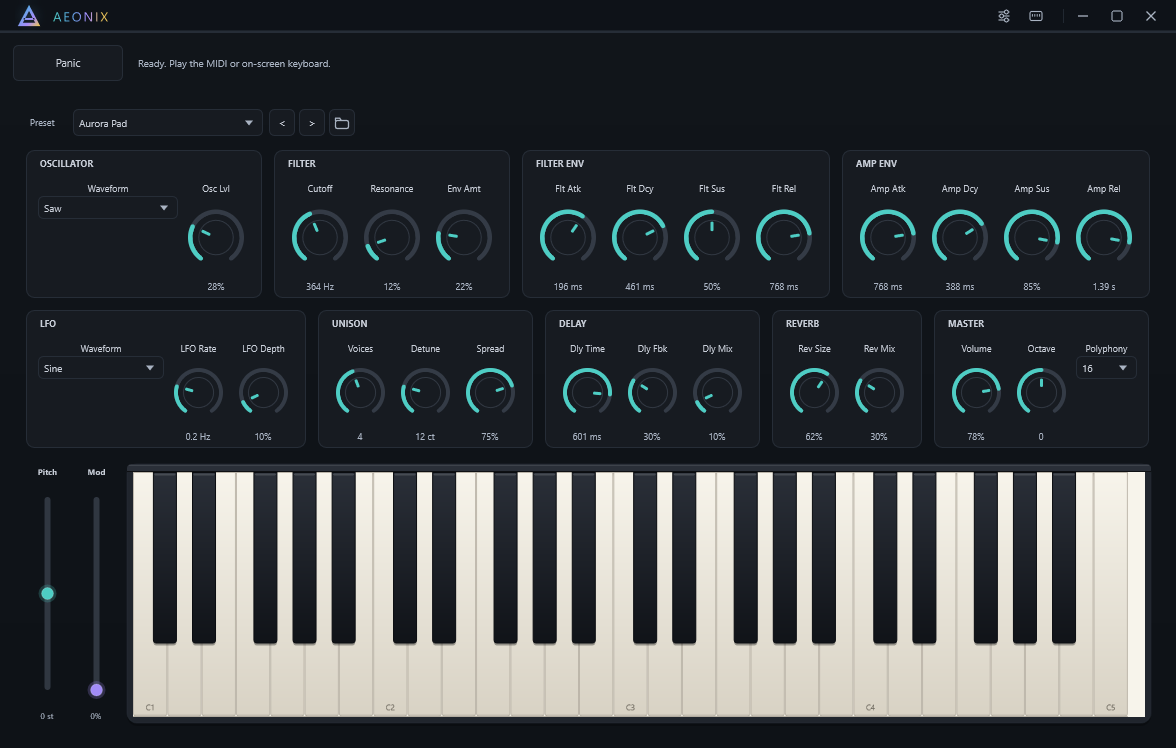 AEONIX
Panic
Ready. Play the MIDI or on-screen keyboard.
Preset
Aurora Pad
<
>
OSCILLATOR
Waveform
Osc Lvl
Saw
28%
FILTER
Cutoff Resonance Env Amt
364 Hz 12% 22%
FILTER ENV
Flt Atk Flt Dcy Flt Sus Flt Rel
196 ms 461 ms 50% 768 ms
AMP ENV
Amp Atk Amp Dcy Amp Sus Amp Rel
768 ms 388 ms 85% 1.39 s
LFO
Waveform LFO Rate LFO Depth
Sine
0.2 Hz 10%
UNISON
Voices Detune Spread
4 12 ct 75%
DELAY
Dly Time Dly Fbk Dly Mix
601 ms 30% 10%
REVERB
Rev Size Rev Mix
62% 30%
MASTER
Volume Octave Polyphony
16
78% 0
Pitch Mod
0 st 0%
C1 C2 C3 C4 C5